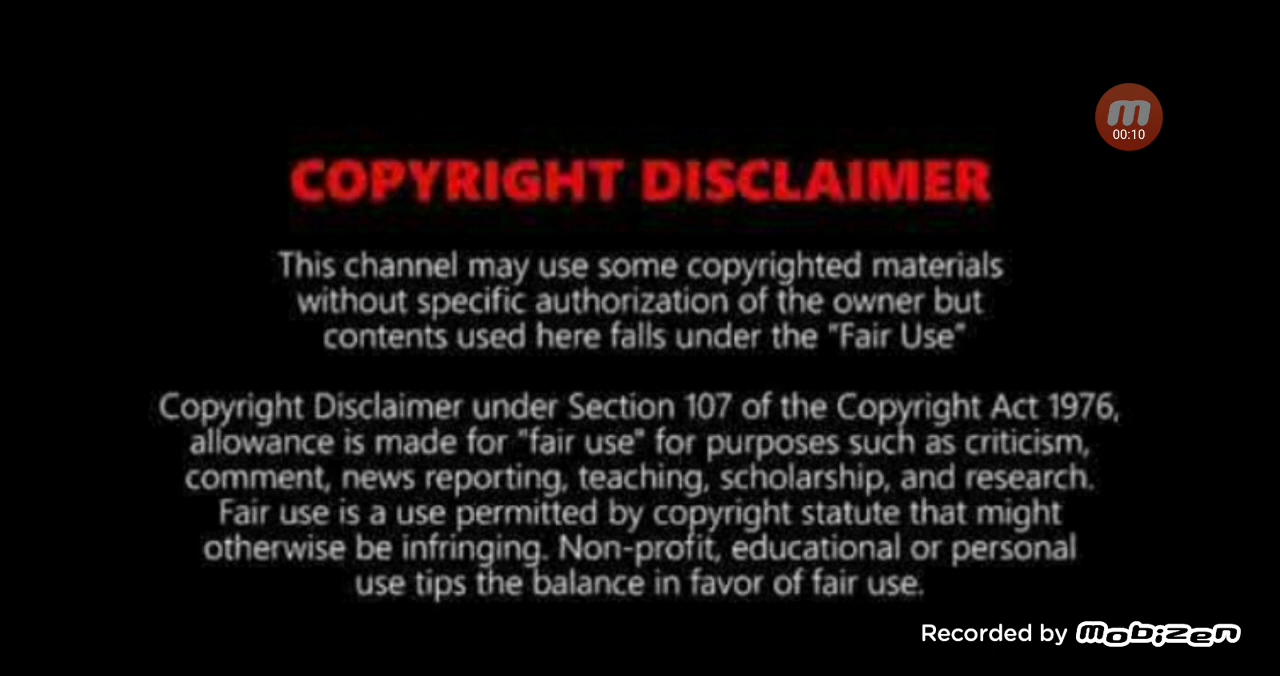 m
00:10
COPYRIGHT DISCLAIMER
This channel may use some copyrighted materials
without specific authorization of the owner but
contents used here falls under the "Fair Use"
Copyright Disclaimer under Section 107 of the Copyright Act 1976,
allowance is made for "fair use" for purposes such as criticism,
comment, news reporting, teaching, scholarship, and research.
Fair use is a use permitted by copyright statute that might
otherwise be infringing. Non-profit, educational or personal
use tips the balance in favor of fair use.
Recorded by mobizen